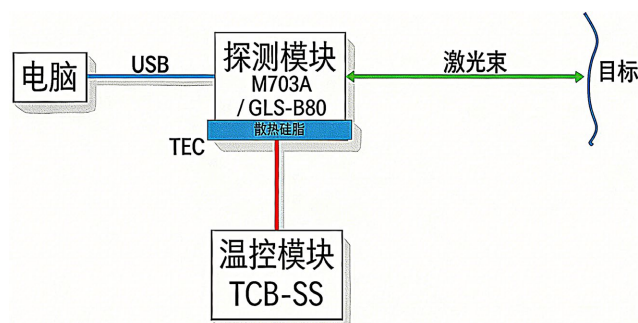 电脑
USB
探测模块
M703A
/ GLS-B80
激光束
目标
散热硅脂
TEC
温控模块
TCB-SS